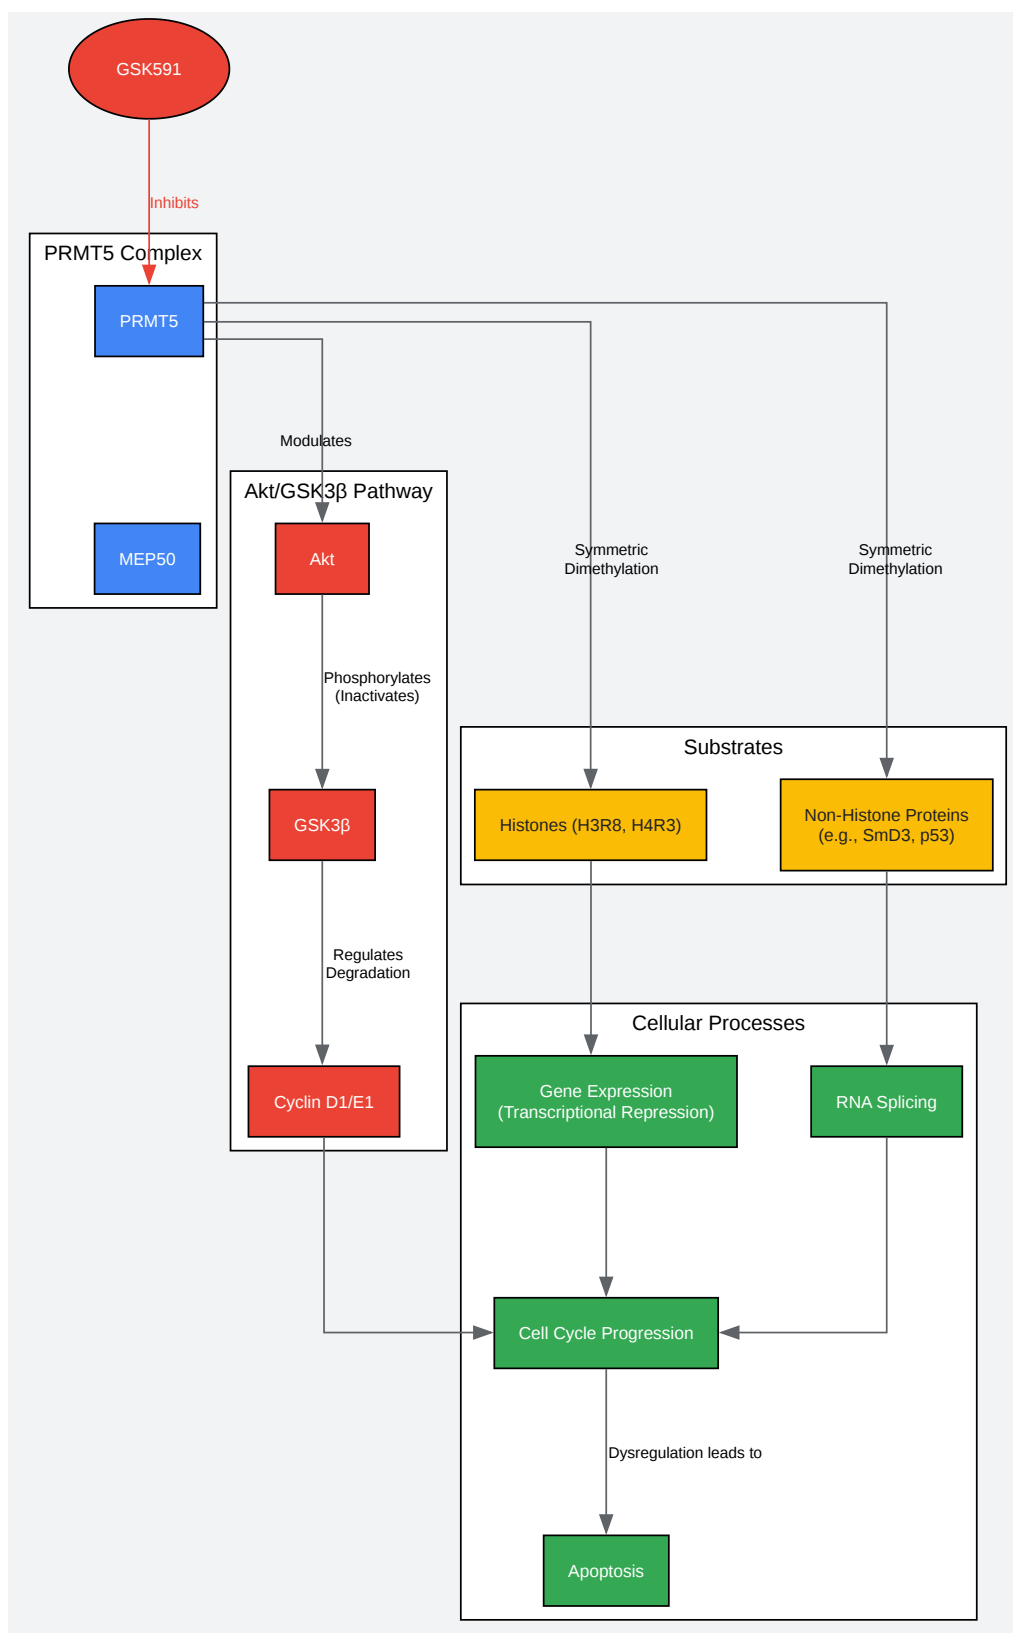 GSK591
Inhibits
PRMT5 Complex
PRMT5
Modulates
Akt/GSK3β Pathway
MEP50
Akt
Symmetric
Dimethylation
Symmetric
Dimethylation
Phosphorylates
(Inactivates)
Substrates
GSK3β
Histones (H3R8, H4R3)
Non-Histone Proteins
(e.g., SmD3, p53)
Regulates
Degradation
Cellular Processes
Cyclin D1/E1
Gene Expression
(Transcriptional Repression)
RNA Splicing
Cell Cycle Progression
Dysregulation leads to
Apoptosis